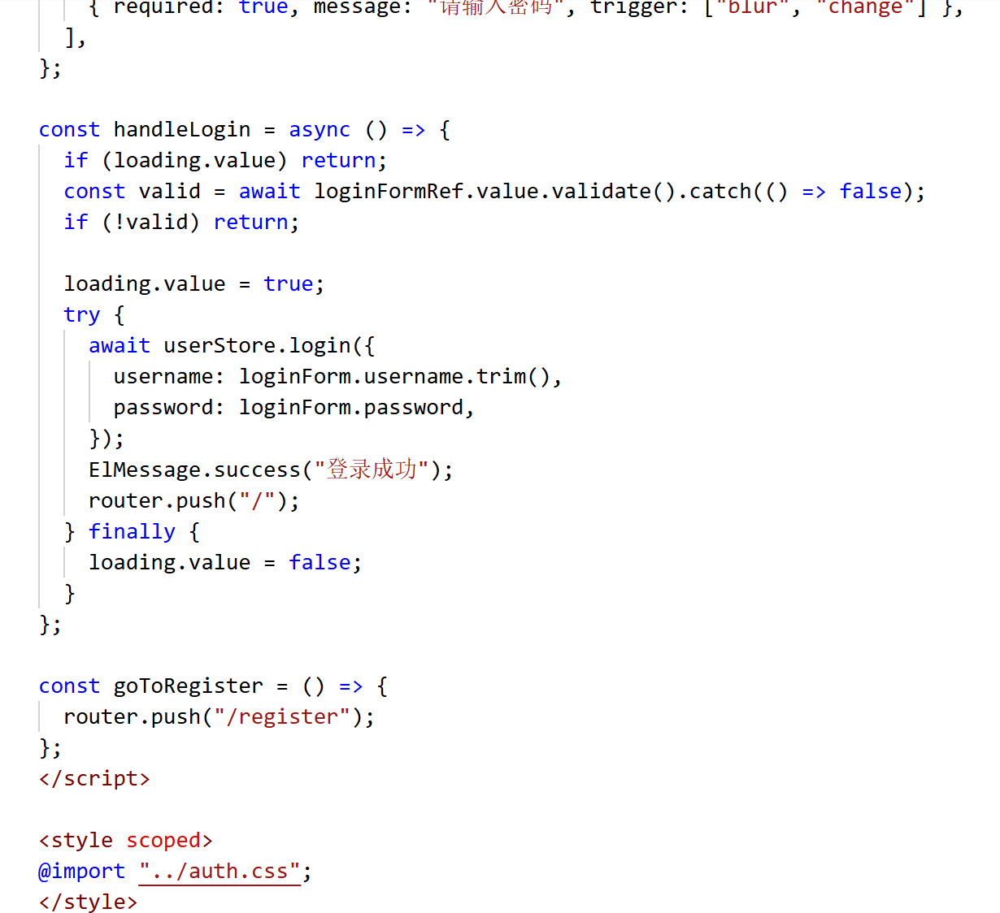 { required: true, message: "请输入密码", trigger: ["blur", "change"] },
],
};
const handleLogin = async () => {
if (loading.value) return;
const valid = await loginFormRef.value.validate().catch(() => false);
if (!valid) return;
loading.value = true;
try {
await userStore.login({
username: loginForm.username.trim(),
password: loginForm.password,
});
ElMessage.success("登录成功");
router.push("/");
} finally {
loading.value = false;
}
};
const goToRegister = () => {
router.push("/register");
};
</script>
<style scoped>
@import "../auth.css";
</style>